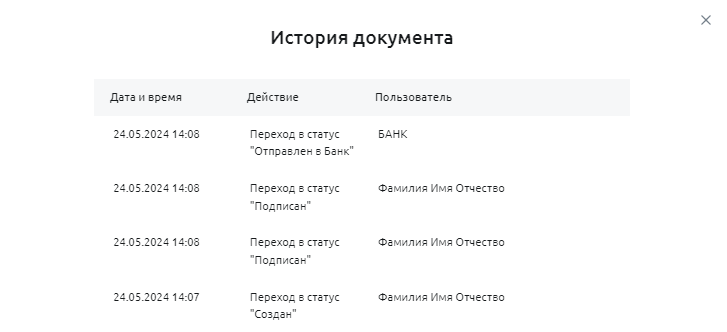 История документа
Дата и время Действие Пользователь
24.05.2024 14:08 Переход в статус БАНК
"Отправлен в Банк"
24.05.2024 14:08 Переход в статус Фамилия Имя Отчество
"Подписан"
24.05.2024 14:08 Переход в статус Фамилия Имя Отчество
"Подписан"
24.05.2024 14:07 Переход в статус Фамилия Имя Отчество
"Создан"